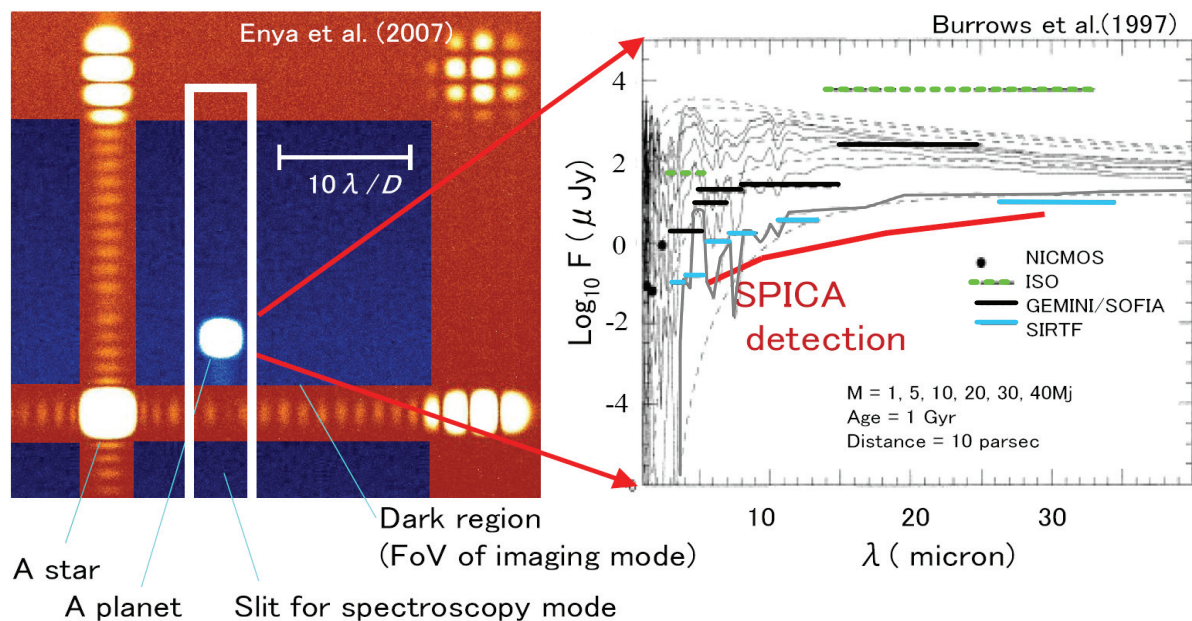 Enya et al. (2007)
10 λ/D
A star
A planet
Slit for spectroscopy mode
Dark region
(FoV of imaging mode)
Burrows et al.(1997)
Log10 F ( μ Jy)
4
2
0
-2
-4
NICMOS
ISO
GEMINI/SOFIA
SIRTF
SPICA
detection
M = 1, 5, 10, 20, 30, 40Mj
Age = 1 Gyr
Distance = 10 parsec
10
20
30
λ ( micron)